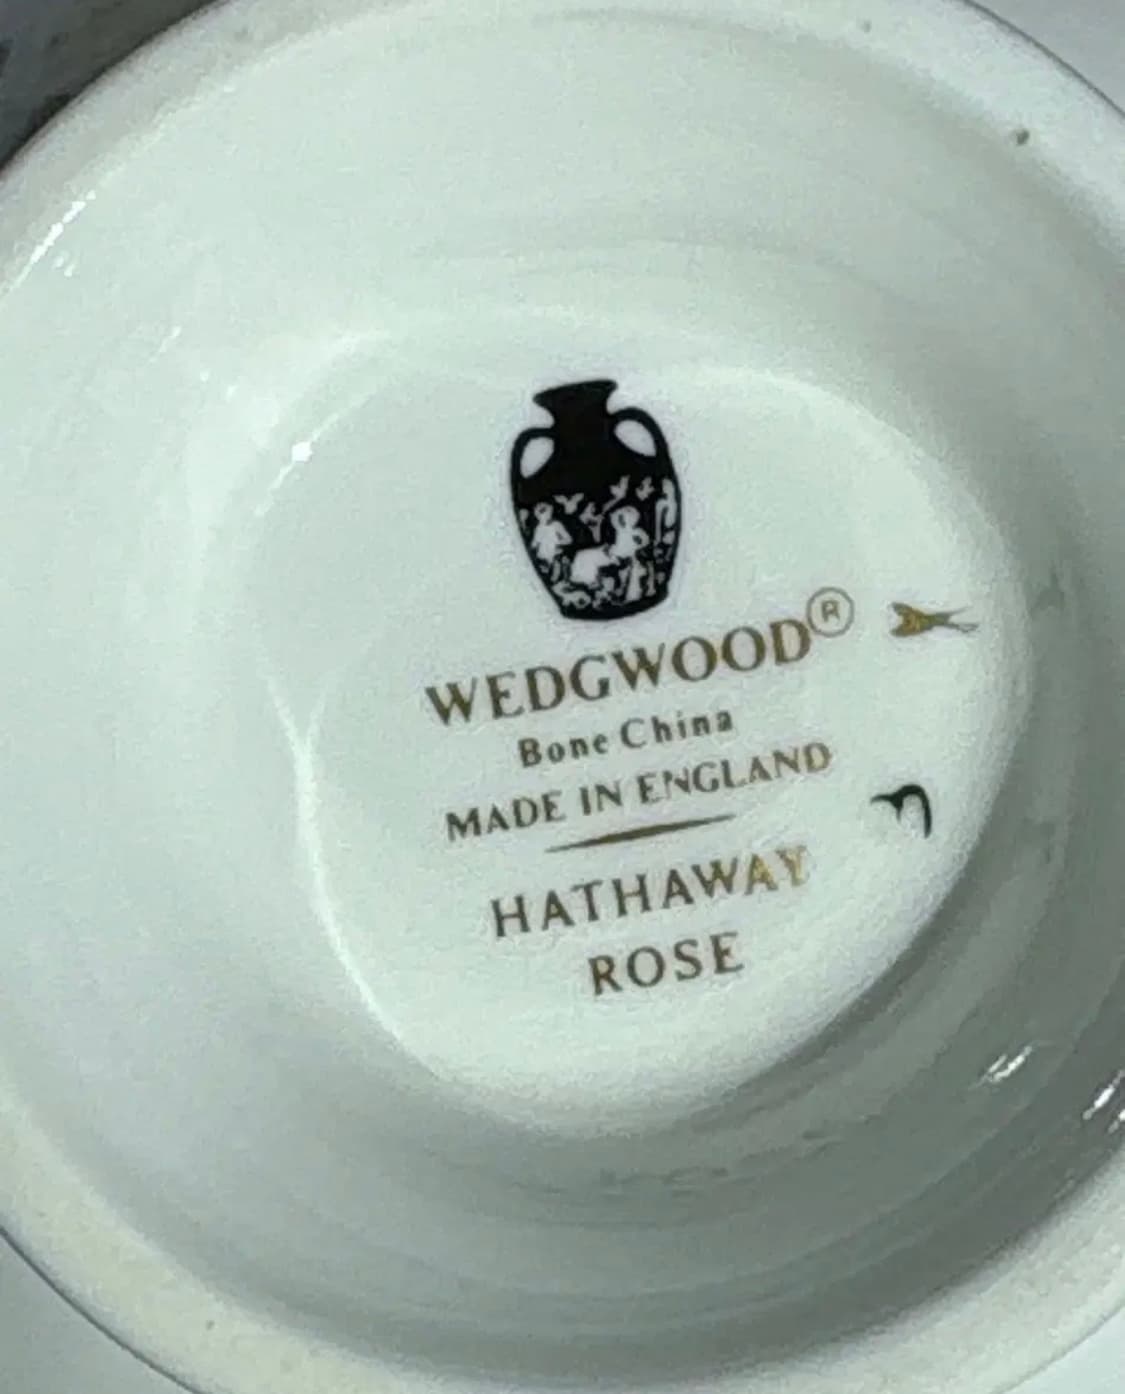 WEDGWOOD®
Bone China
MADE IN ENGLAND
HATHAWAY
ROSE